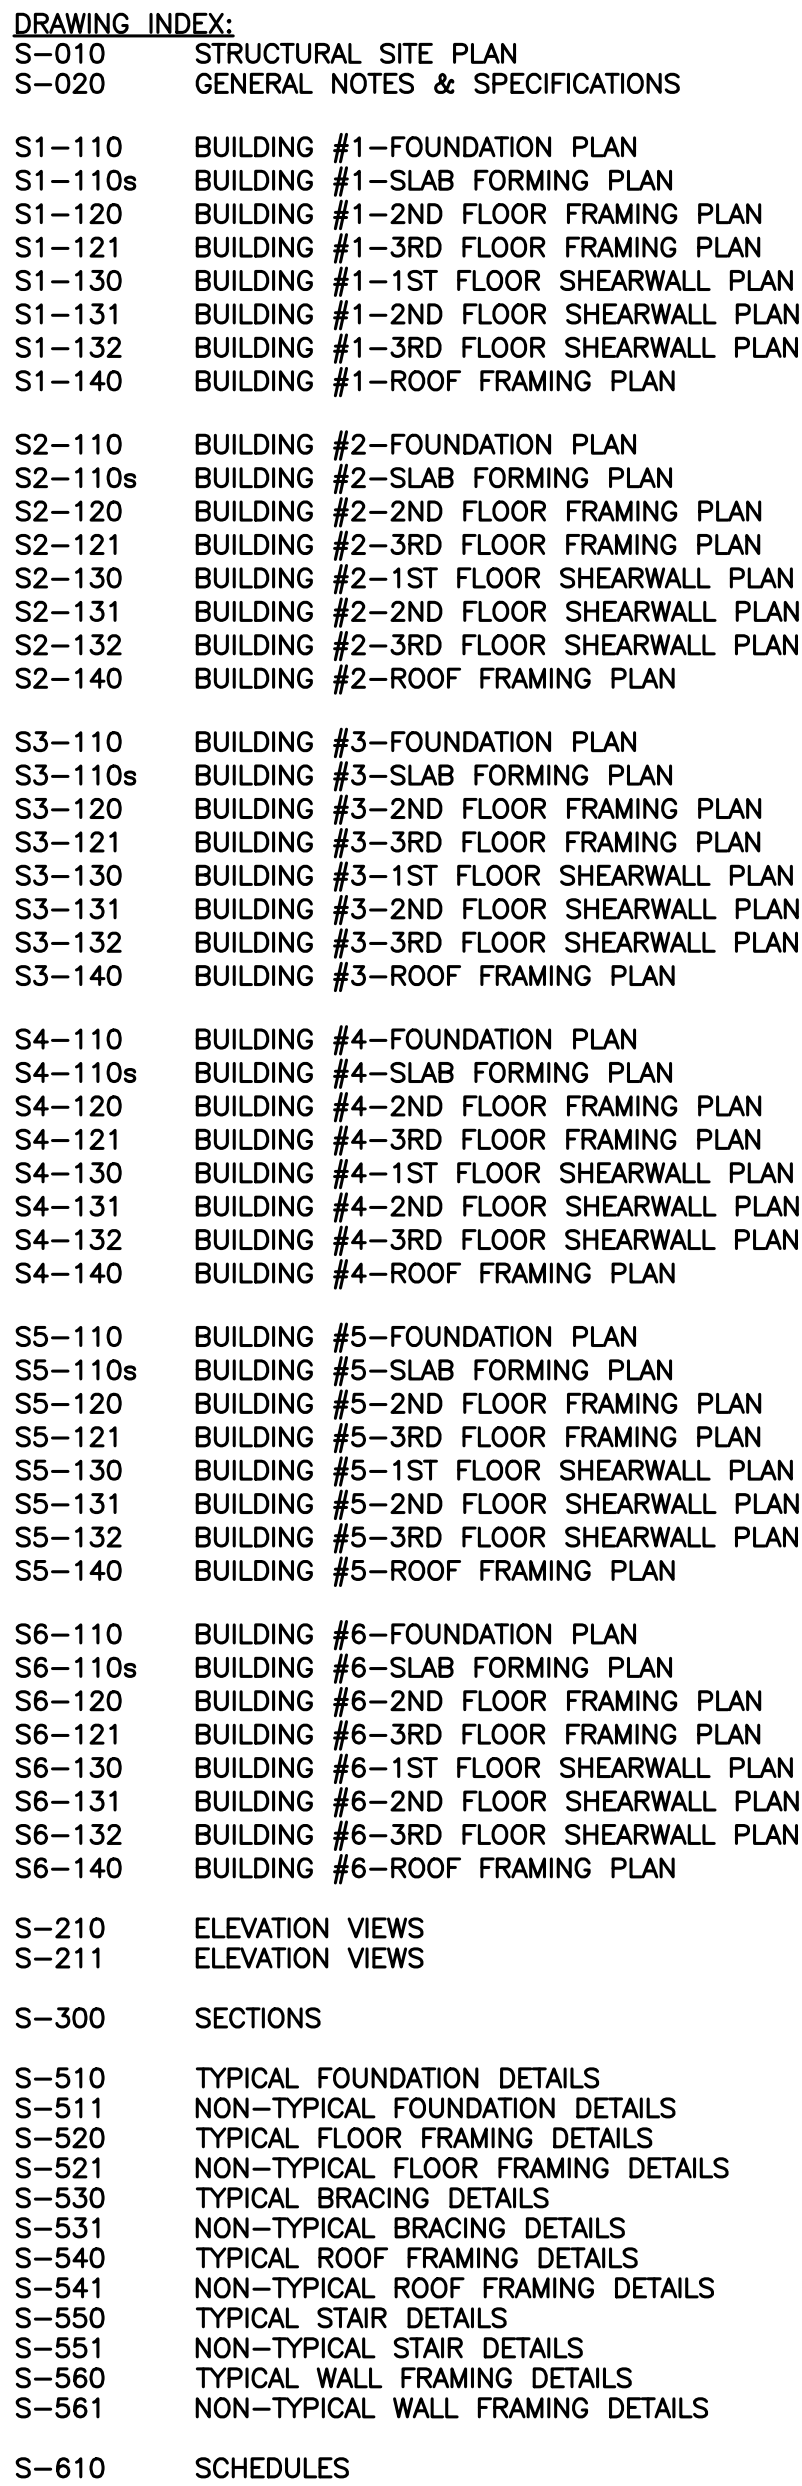 DRAWING INDEX:
S-010 STRUCTURAL SITE PLAN
S-020 GENERAL NOTES & SPECIFICATIONS
S1-110 BUILDING #1-FOUNDATION PLAN
S1-110s BUILDING #1-SLAB FORMING PLAN
S1-120 BUILDING #1-2ND FLOOR FRAMING PLAN
S1-121 BUILDING #1-3RD FLOOR FRAMING PLAN
S1-130 BUILDING #1-1ST FLOOR SHEARWALL PLAN
S1-131 BUILDING #1-2ND FLOOR SHEARWALL PLAN
S1-132 BUILDING #1-3RD FLOOR SHEARWALL PLAN
S1-140 BUILDING #1-ROOF FRAMING PLAN
S2-110 BUILDING #2-FOUNDATION PLAN
S2-110s BUILDING #2-SLAB FORMING PLAN
S2-120 BUILDING #2-2ND FLOOR FRAMING PLAN
S2-121 BUILDING #2-3RD FLOOR FRAMING PLAN
S2-130 BUILDING #2-1ST FLOOR SHEARWALL PLAN
S2-131 BUILDING #2-2ND FLOOR SHEARWALL PLAN
S2-132 BUILDING #2-3RD FLOOR SHEARWALL PLAN
S2-140 BUILDING #2-ROOF FRAMING PLAN
S3-110 BUILDING #3-FOUNDATION PLAN
S3-110s BUILDING #3-SLAB FORMING PLAN
S3-120 BUILDING #3-2ND FLOOR FRAMING PLAN
S3-121 BUILDING #3-3RD FLOOR FRAMING PLAN
S3-130 BUILDING #3-1ST FLOOR SHEARWALL PLAN
S3-131 BUILDING #3-2ND FLOOR SHEARWALL PLAN
S3-132 BUILDING #3-3RD FLOOR SHEARWALL PLAN
S3-140 BUILDING #3-ROOF FRAMING PLAN
S4-110 BUILDING #4-FOUNDATION PLAN
S4-110s BUILDING #4-SLAB FORMING PLAN
S4-120 BUILDING #4-2ND FLOOR FRAMING PLAN
S4-121 BUILDING #4-3RD FLOOR FRAMING PLAN
S4-130 BUILDING #4-1ST FLOOR SHEARWALL PLAN
S4-131 BUILDING #4-2ND FLOOR SHEARWALL PLAN
S4-132 BUILDING #4-3RD FLOOR SHEARWALL PLAN
S4-140 BUILDING #4-ROOF FRAMING PLAN
S5-110 BUILDING #5-FOUNDATION PLAN
S5-110s BUILDING #5-SLAB FORMING PLAN
S5-120 BUILDING #5-2ND FLOOR FRAMING PLAN
S5-121 BUILDING #5-3RD FLOOR FRAMING PLAN
S5-130 BUILDING #5-1ST FLOOR SHEARWALL PLAN
S5-131 BUILDING #5-2ND FLOOR SHEARWALL PLAN
S5-132 BUILDING #5-3RD FLOOR SHEARWALL PLAN
S5-140 BUILDING #5-ROOF FRAMING PLAN
S6-110 BUILDING #6-FOUNDATION PLAN
S6-110s BUILDING #6-SLAB FORMING PLAN
S6-120 BUILDING #6-2ND FLOOR FRAMING PLAN
S6-121 BUILDING #6-3RD FLOOR FRAMING PLAN
S6-130 BUILDING #6-1ST FLOOR SHEARWALL PLAN
S6-131 BUILDING #6-2ND FLOOR SHEARWALL PLAN
S6-132 BUILDING #6-3RD FLOOR SHEARWALL PLAN
S6-140 BUILDING #6-ROOF FRAMING PLAN
S-210 ELEVATION VIEWS
S-211 ELEVATION VIEWS
S-300 SECTIONS
S-510 TYPICAL FOUNDATION DETAILS
S-511 NON-TYPICAL FOUNDATION DETAILS
S-520 TYPICAL FLOOR FRAMING DETAILS
S-521 NON-TYPICAL FLOOR FRAMING DETAILS
S-530 TYPICAL BRACING DETAILS
S-531 NON-TYPICAL BRACING DETAILS
S-540 TYPICAL ROOF FRAMING DETAILS
S-541 NON-TYPICAL ROOF FRAMING DETAILS
S-550 TYPICAL STAIR DETAILS
S-551 NON-TYPICAL STAIR DETAILS
S-560 TYPICAL WALL FRAMING DETAILS
S-561 NON-TYPICAL WALL FRAMING DETAILS
S-610 SCHEDULES